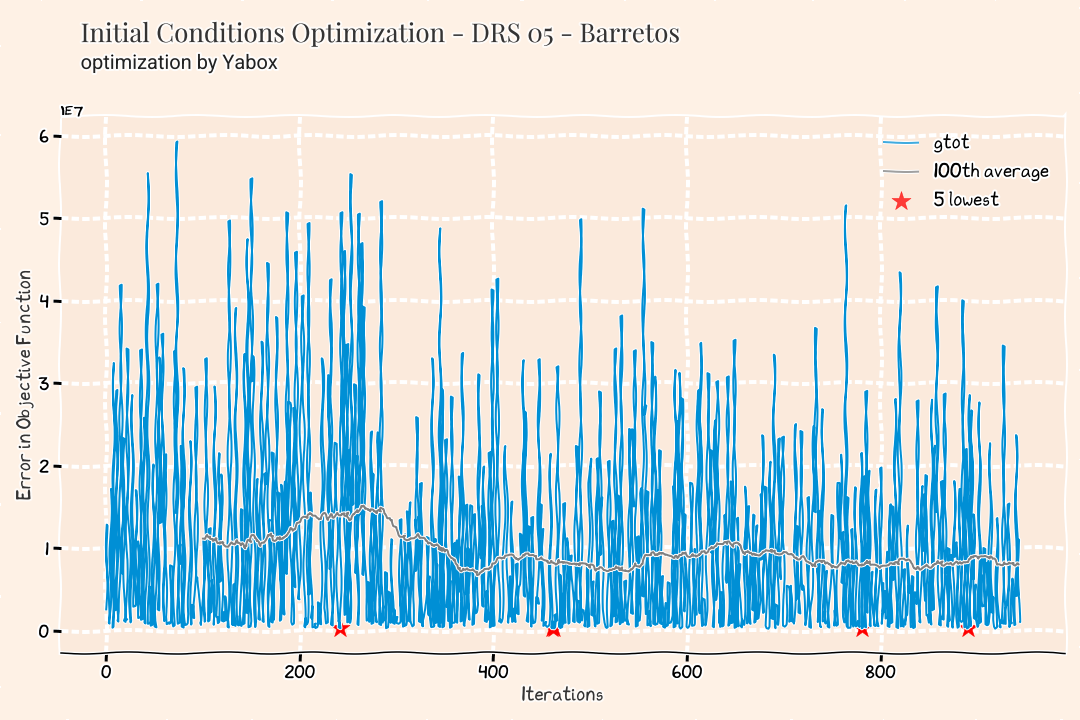 Initial Conditions Optimization - DRS 05 - Barretos
optimization by Yabox
1E7
6
5
4
3
2
1
0
Error in Objective Function
gtot
100th average
5 lowest
0 200 400 600 800
Iterations